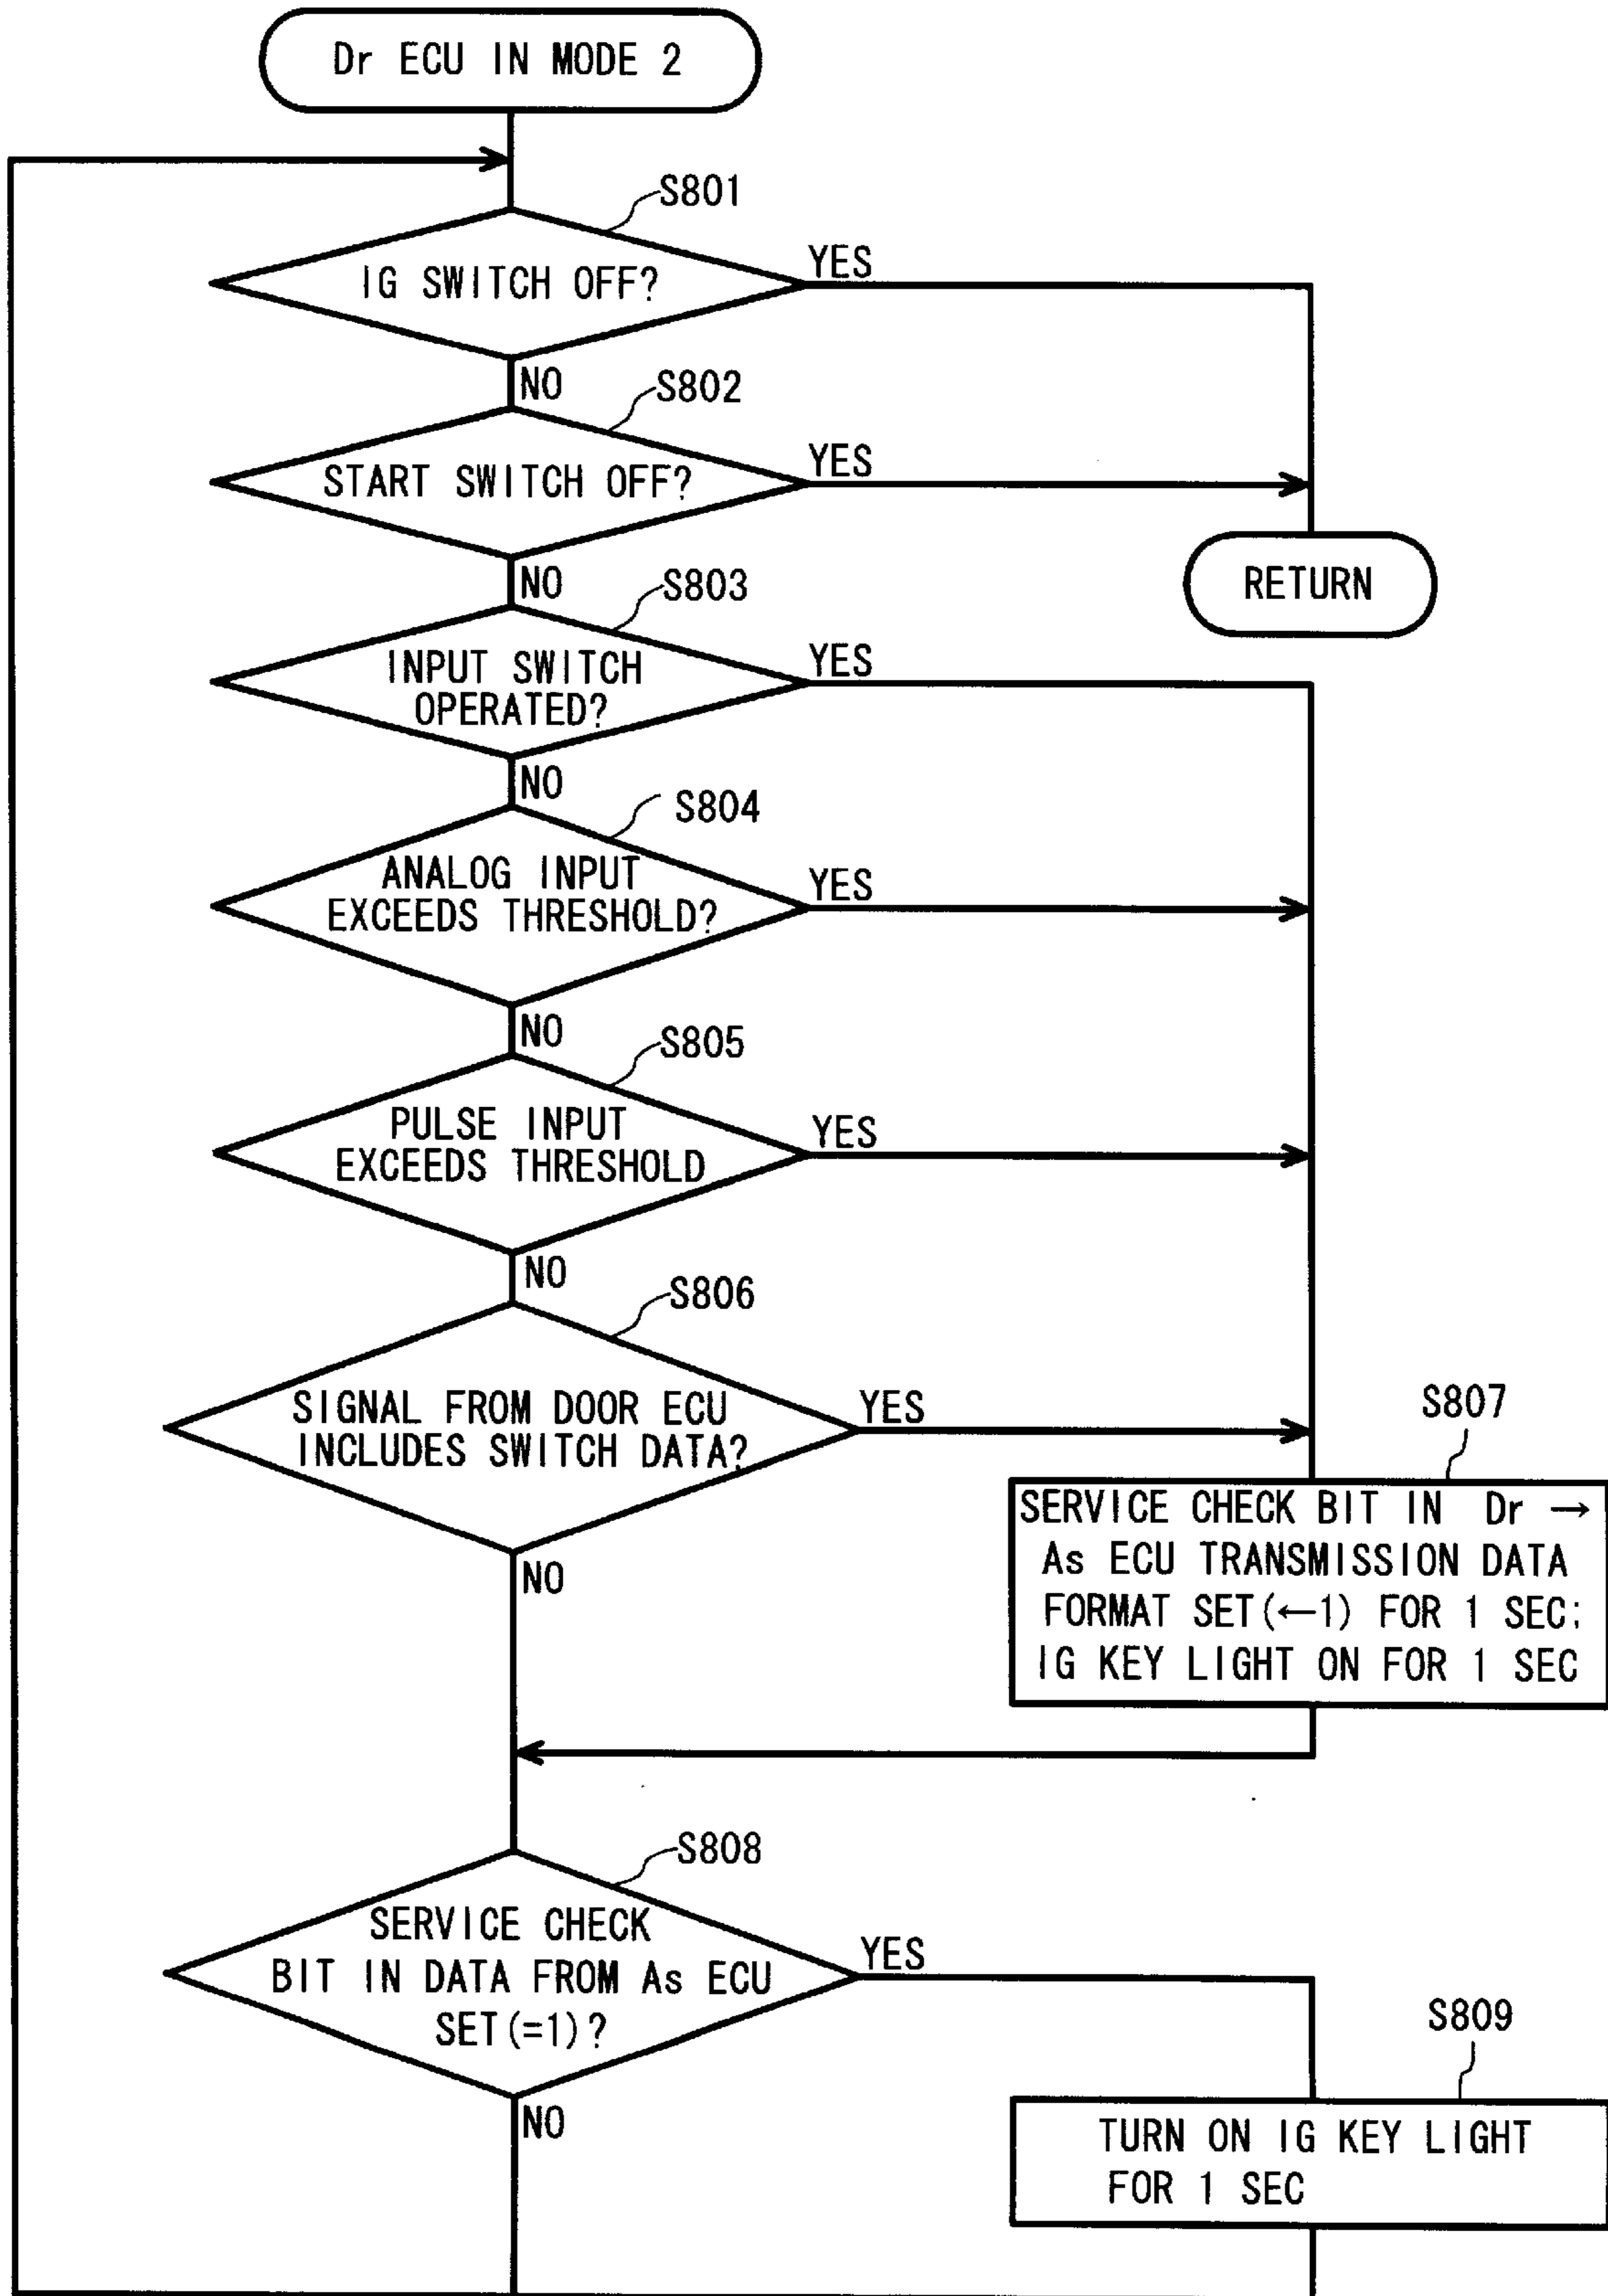 Dr ECU IN MODE 2
S801
IG SWITCH OFF?
YES
NO
S802
START SWITCH OFF?
YES
NO
S803
INPUT SWITCH
OPERATED?
YES
RETURN
NO
S804
ANALOG INPUT
EXCEEDS THRESHOLD?
YES
NO
S805
PULSE INPUT
EXCEEDS THRESHOLD
YES
NO
S806
SIGNAL FROM DOOR ECU
INCLUDES SWITCH DATA?
YES
NO
S807
SERVICE CHECK BIT IN Dr →
As ECU TRANSMISSION DATA
FORMAT SET(←1) FOR 1 SEC;
IG KEY LIGHT ON FOR 1 SEC
S808
SERVICE CHECK
BIT IN DATA FROM As ECU
SET(=1)?
YES
NO
S809
TURN ON IG KEY LIGHT
FOR 1 SEC